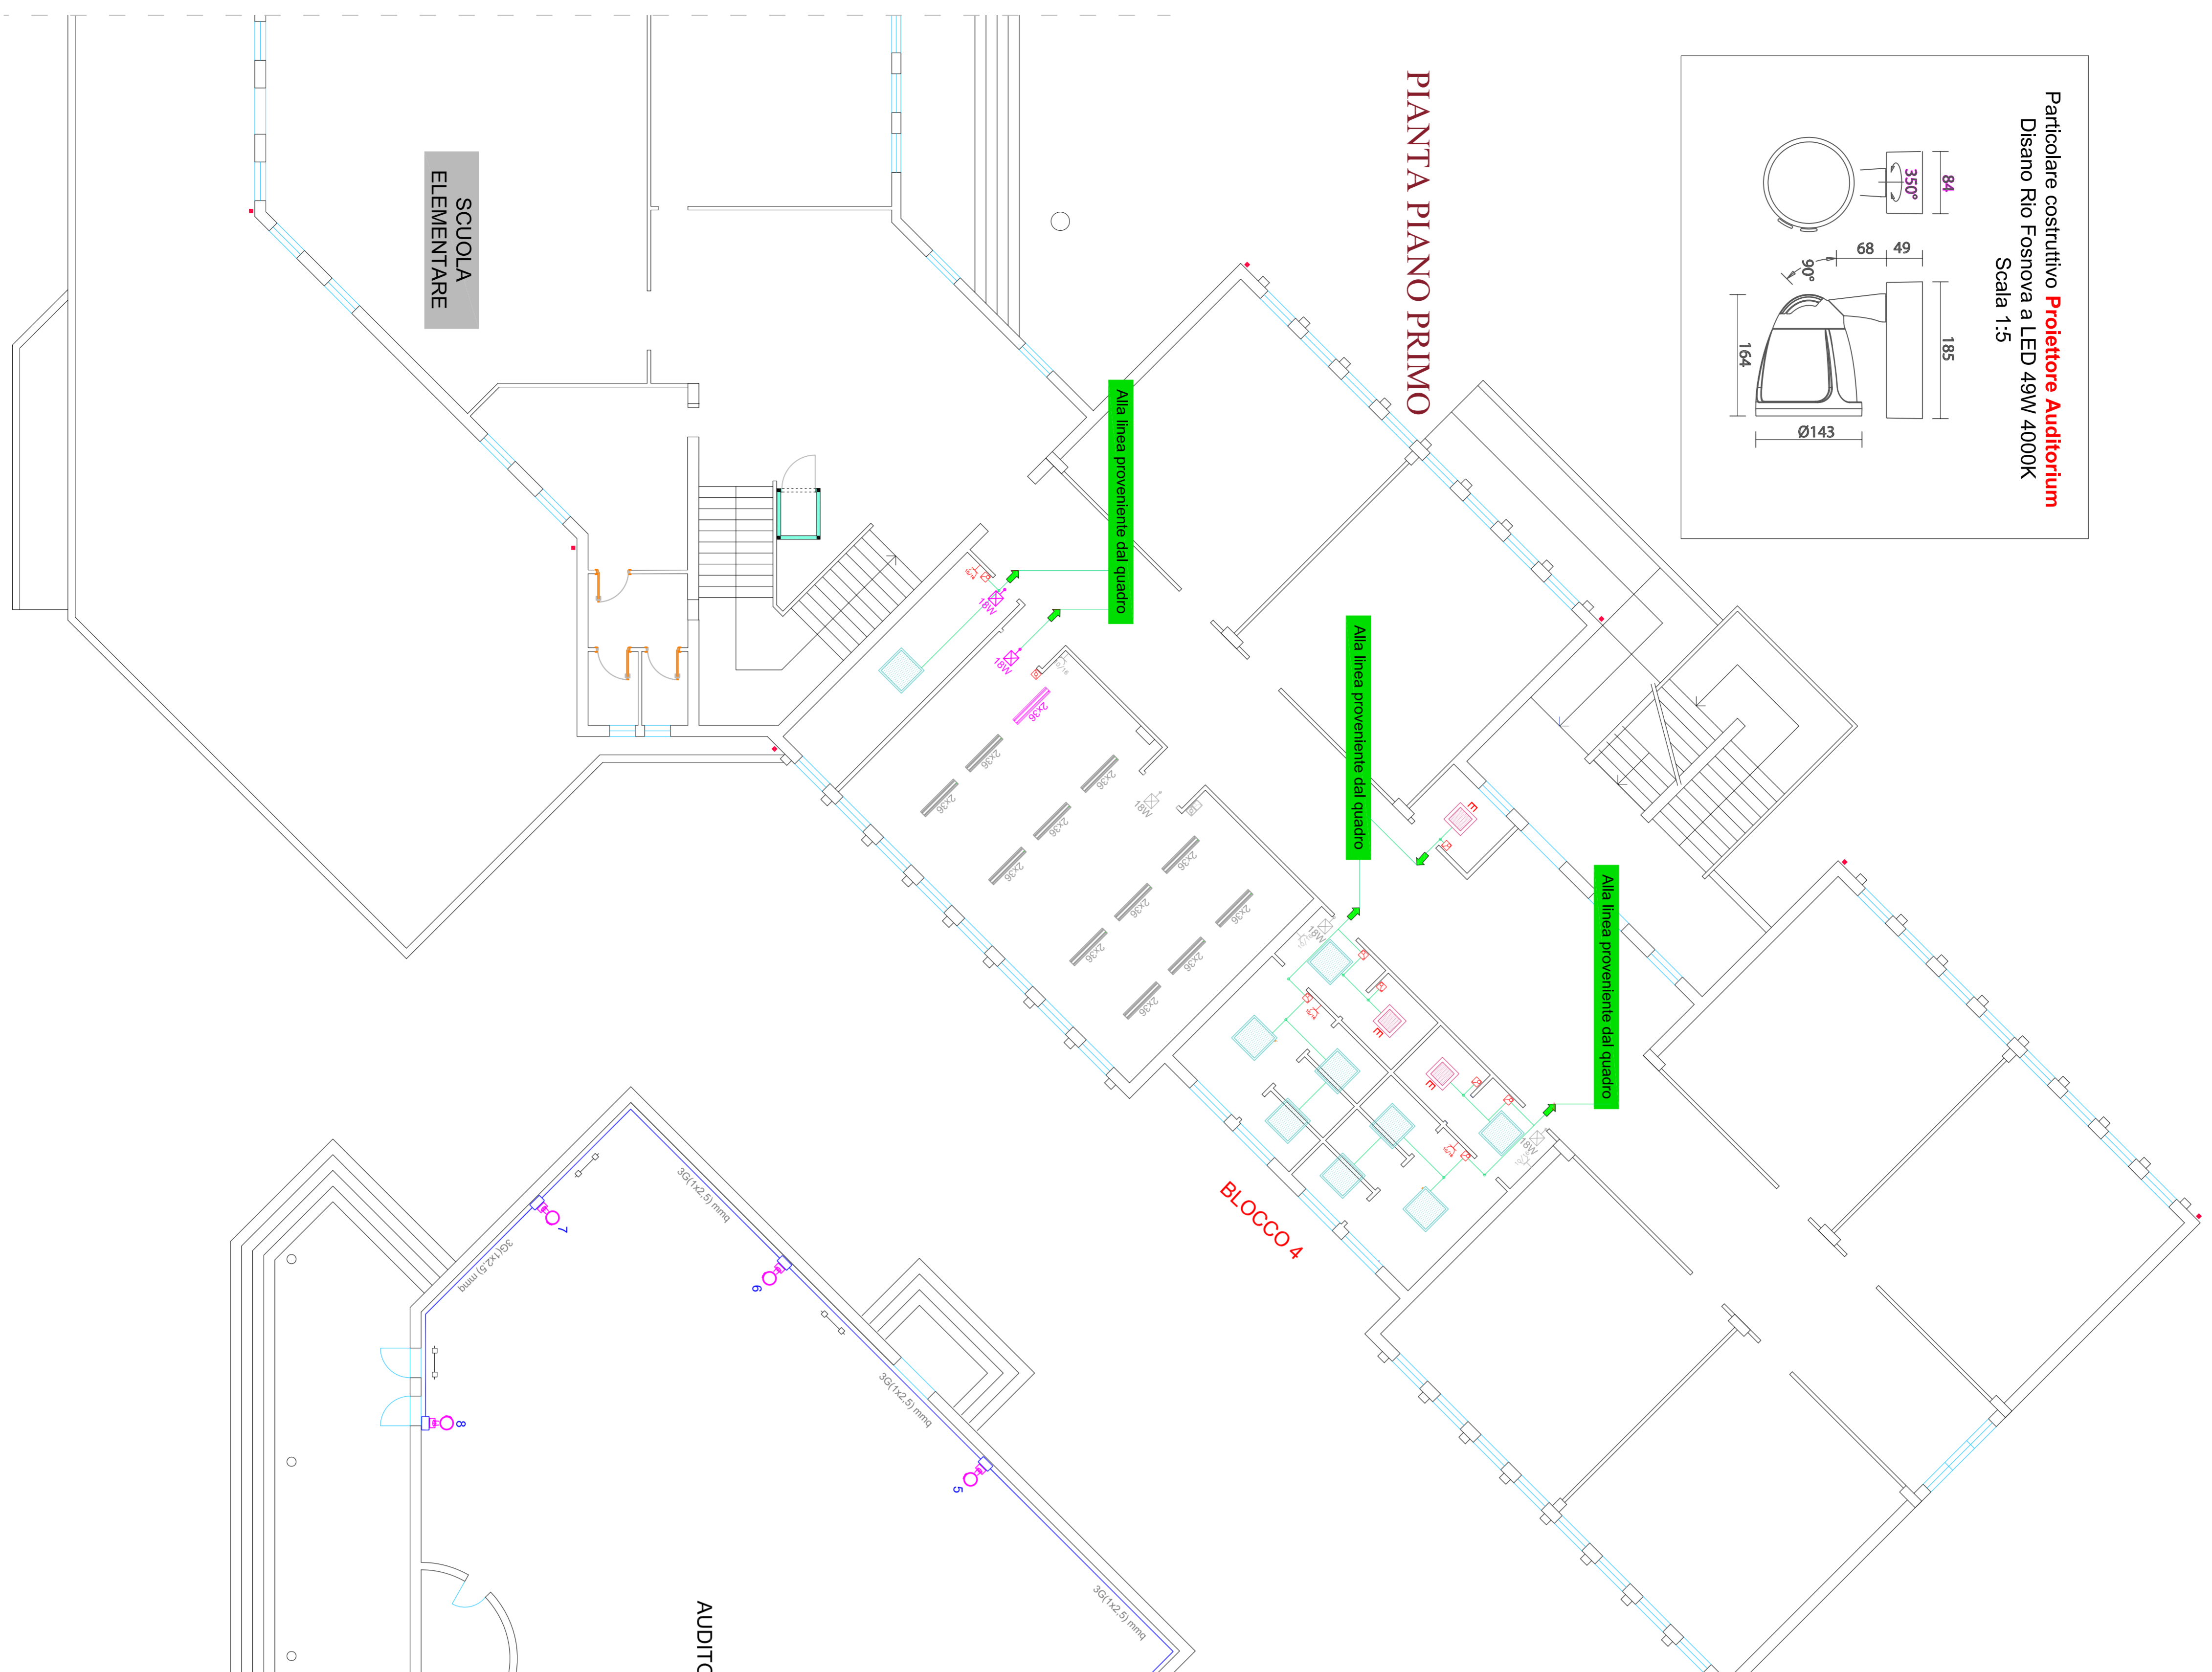 Particolare costruttivo Proiettore Auditorium
Disano Rio Fosnova a LED 49W 4000K
Scala 1:5
84
350°
68
49
90°
185
164
Ø143
PIANTA PIANO PRIMO
SCUOLA
ELEMENTARE
Alla linea proveniente dal quadro
Alla linea proveniente dal quadro
Alla linea proveniente dal quadro
18W
18W
2x36
2x36
2x36
2x36
2x36
2x36
18W
2x36
2x36
2x36
2x36
2x36
2x36
18W
E
E
E
18W
BLOCCO 4
3G(1x2,5) mmq
3G(1x2,5) mmq
3G(1x2,5) mmq
3G(1x2,5) mmq
7
6
8
5
AUDITO